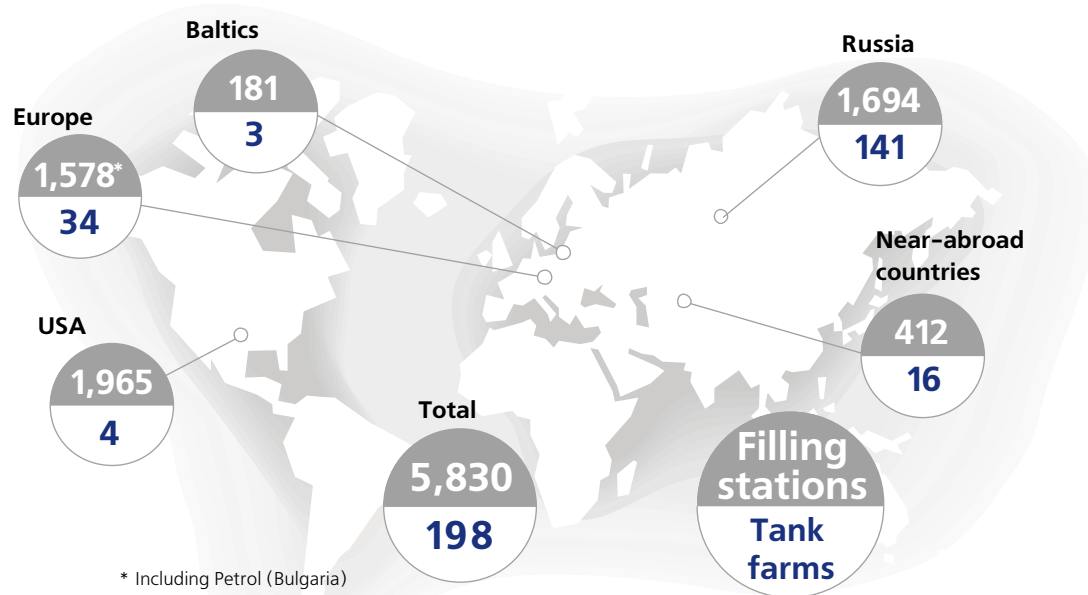 Baltics
181
3
Russia
1,694
141
Europe
1,578*
34
Near-abroad
countries
412
16
USA
1,965
4
Total
5,830
198
Filling
stations
Tank
farms
* Including Petrol (Bulgaria)